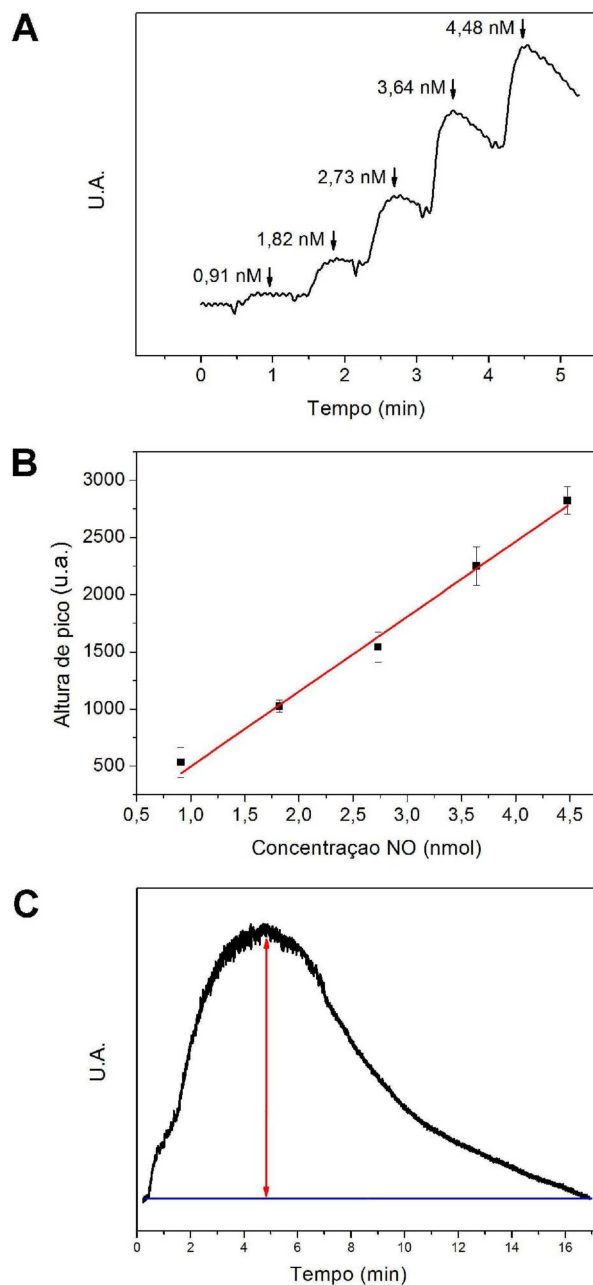 A
4,48 nM
3,64 nM
2,73 nM
1,82 nM
0,91 nM
U.A.
0 1 2 3 4 5
Tempo (min)
B
3000
2500
2000
1500
1000
500
Altura de pico (u.a.)
0,5 1,0 1,5 2,0 2,5 3,0 3,5 4,0 4,5
Concentraçao NO (nmol)
C
U.A.
0 2 4 6 8 10 12 14 16
Tempo (min)